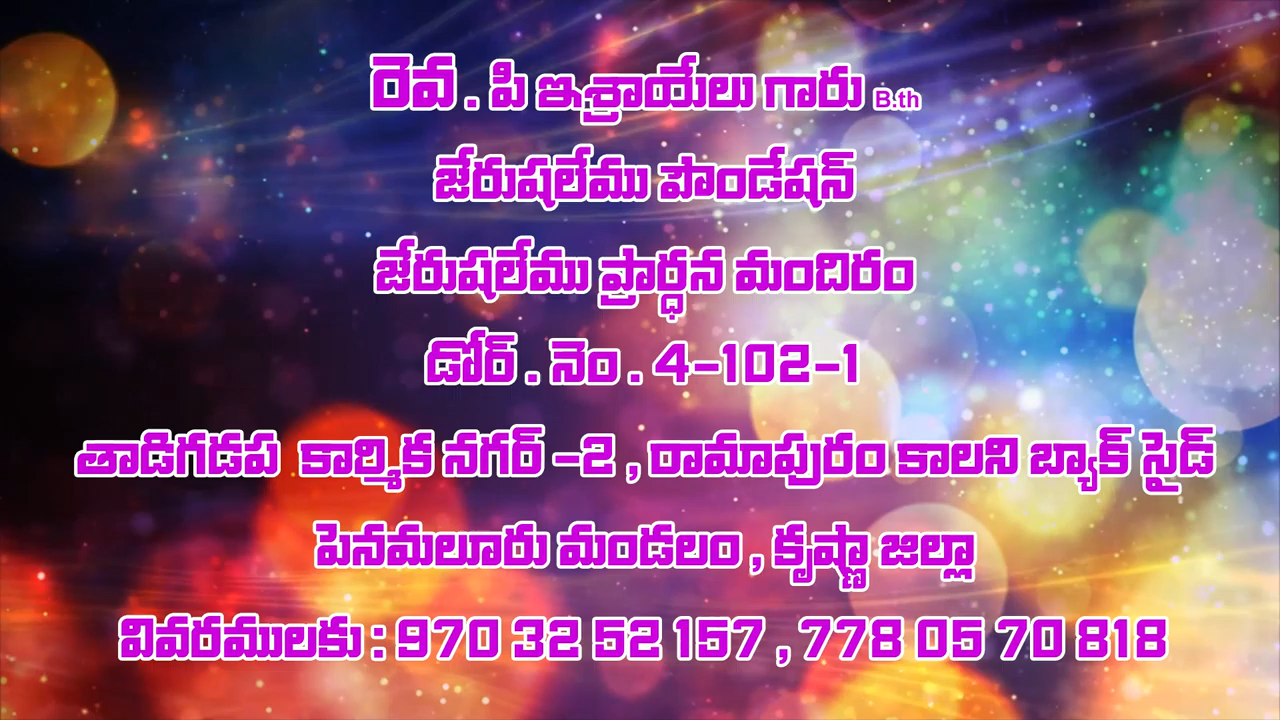 రెవ . పి ఇశ్రాయేలు గారు B.th
జేరుషలేము పౌండేషన్
జేరుషలేము ప్రార్ధన మందిరం
డోర్ . నెం . 4-102-1
తాడిగడప కార్మిక నగర్ -2 , రామాపురం కాలని బ్యాక్ సైడ్
పెనమలూరు మండలం , కృష్ణా జిల్లా
వివరములకు : 970 32 52 157 , 778 05 70 818